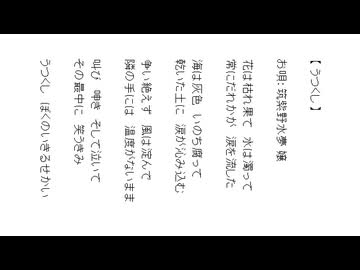 【 うつくし 】
お唄：筑紫野水夢 嬢
花は枯れ果て 水は濁って
常にだれかが 涙を流した
海は灰色 いのち腐って
乾いた土に 涙が沁み込む
争い絶えず 風は淀んで
隣の手には 温度がないまま
叫び 呻き そして泣いて
その最中に 笑うきみ
うつくし ぼくのいきるせかい